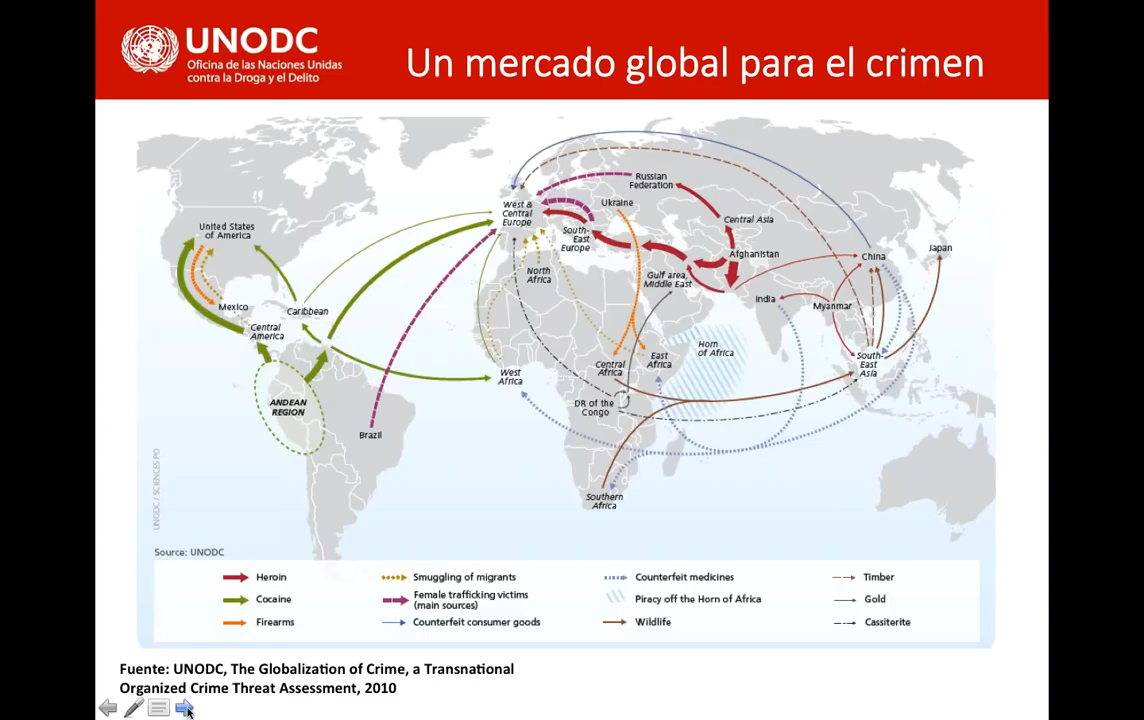 UNODC
Oficina de las Naciones Unidas
contra la Droga y el Delito
Un mercado global para el crimen
Russian
Federation
West &
Central
Europe
Ukraine
Central Asia
United States
of America
South-
East
Europe
Japan
Afghanistan
China
North
Africa
Gulf area,
Middle East
India
Myanmar
Mexico
Caribbean
Central
America
Horn
of Africa
West
Africa
Central
Africa
East
Africa
South-
East
Asia
ANDEAN
REGION
DR of the
Congo
Brazil
Southern
Africa
UNODC / SCIENCES PO
Source: UNODC
Heroin
Smuggling of migrants
Counterfeit medicines
Timber
Cocaine
Female trafficking victims
(main sources)
Piracy off the Horn of Africa
Gold
Firearms
Counterfeit consumer goods
Wildlife
Cassiterite
Fuente: UNODC, The Globalization of Crime, a Transnational
Organized Crime Threat Assessment, 2010